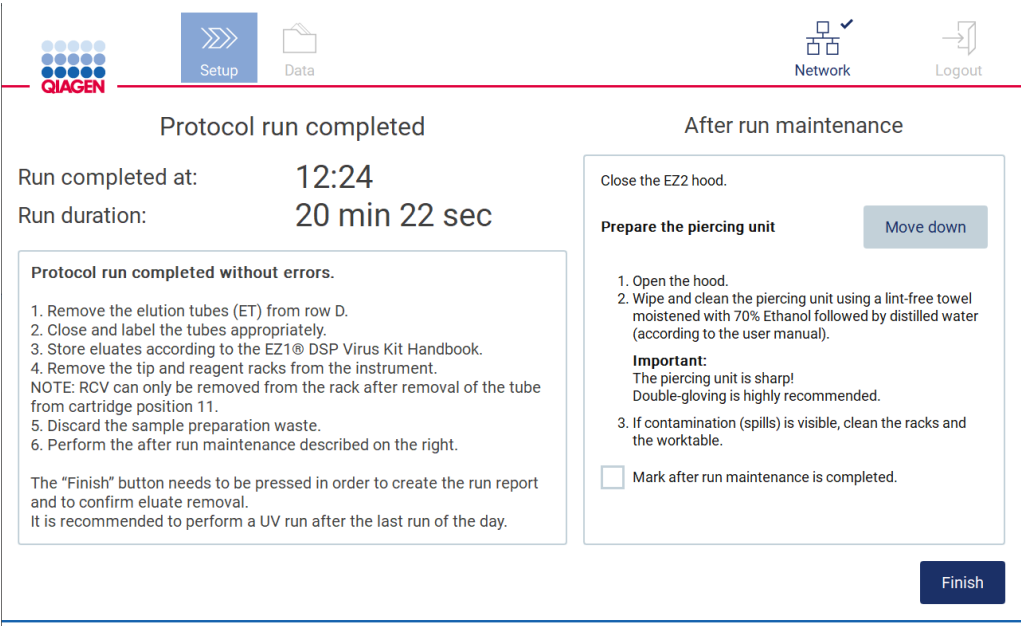 Setup
Data
Network
Logout
QIAGEN
Protocol run completed
Run completed at: 12:24
Run duration: 20 min 22 sec
Protocol run completed without errors.
1. Remove the elution tubes (ET) from row D.
2. Close and label the tubes appropriately.
3. Store eluates according to the EZ1® DSP Virus Kit Handbook.
4. Remove the tip and reagent racks from the instrument.
NOTE: RCV can only be removed from the rack after removal of the tube
from cartridge position 11.
5. Discard the sample preparation waste.
6. Perform the after run maintenance described on the right.
The “Finish” button needs to be pressed in order to create the run report
and to confirm eluate removal.
It is recommended to perform a UV run after the last run of the day.
After run maintenance
Close the EZ2 hood.
Prepare the piercing unit
Move down
1. Open the hood.
2. Wipe and clean the piercing unit using a lint-free towel
moistened with 70% Ethanol followed by distilled water
(according to the user manual).
Important:
The piercing unit is sharp!
Double-gloving is highly recommended.
3. If contamination (spills) is visible, clean the racks and
the worktable.
Mark after run maintenance is completed.
Finish